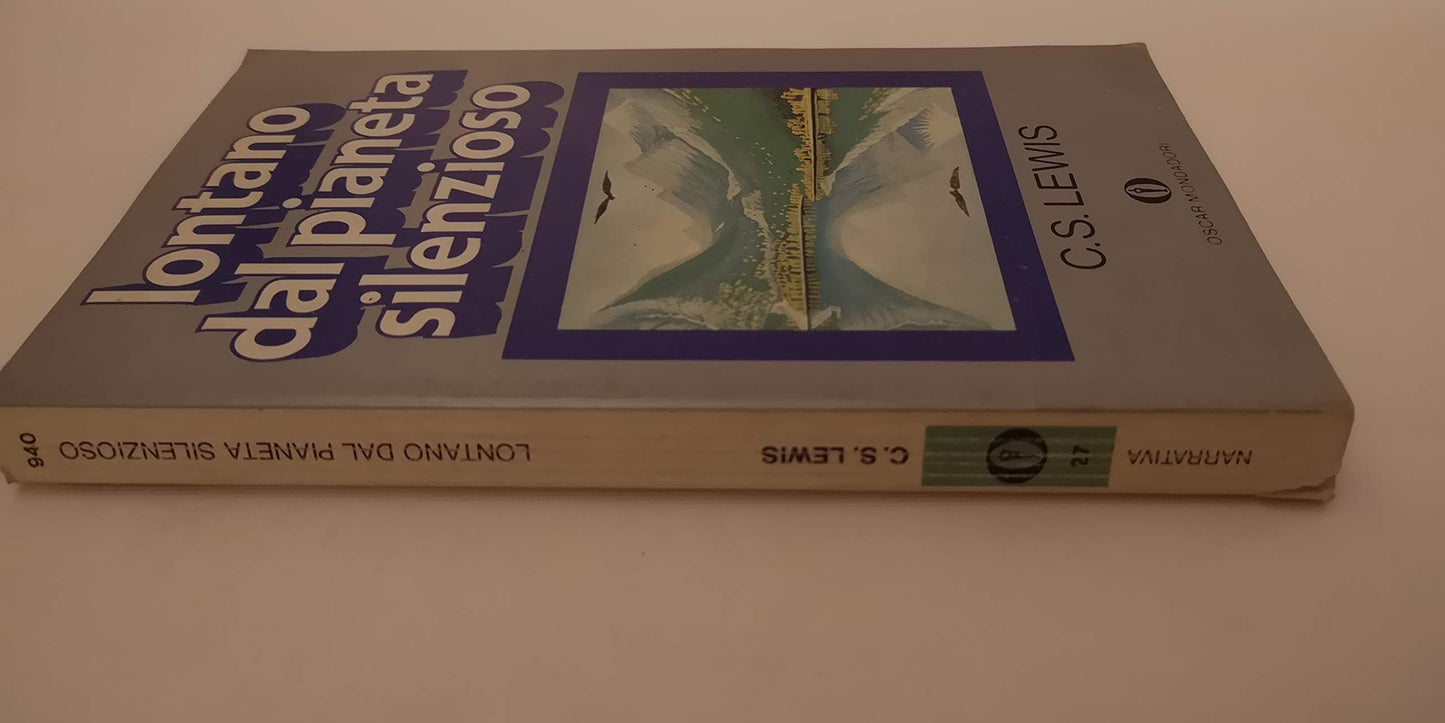 lontano
dal pianeta
silenzioso
C.S. LEWIS
OSCAR MONDADORI
940
LONTANO DAL PIANETA SILENZIOSO
C. S. LEWIS
27
NARRATIVA